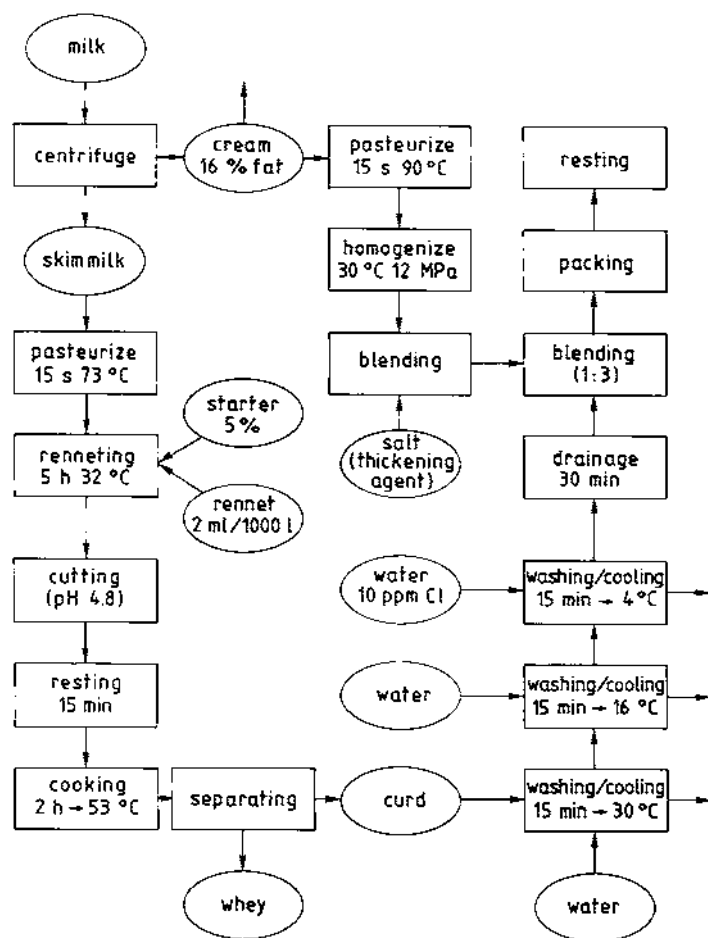 milk
centrifuge
cream
16 % fat
pasteurize
15 s 90 °C
resting
skim milk
homogenize
30 °C 12 MPa
packing
pasteurize
15 s 73 °C
blending
blending
(1:3)
starter
5 %
renneting
5 h 32 °C
salt
(thickening
agent)
drainage
30 min
rennet
2 ml/1000 l
cutting
(pH 4.8)
water
10 ppm Cl
washing/cooling
15 min → 4 °C
resting
15 min
water
washing/cooling
15 min → 16 °C
cooking
2 h → 53 °C
separating
curd
washing/cooling
15 min → 30 °C
whey
water